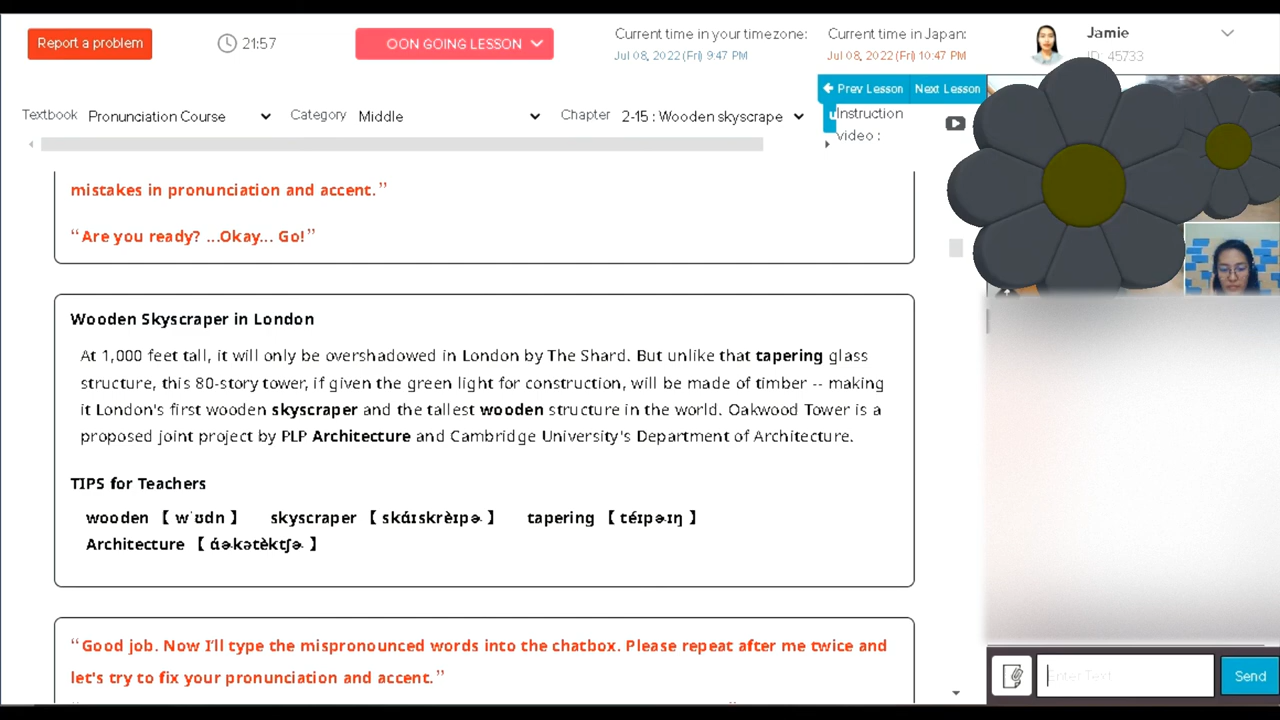 Report a problem
21:57
OON GOING LESSON
Current time in your timezone:
Jul 08, 2022 (Fri) 9:47 PM
Current time in Japan:
Jul 08, 2022 (Fri) 10:47 PM
Jamie
ID: 45733
Prev Lesson Next Lesson
Textbook Pronunciation Course Category Middle Chapter 2-15 : Wooden skyscrape
u
Instruction
video :
mistakes in pronunciation and accent.”
“Are you ready? ...Okay... Go!”
Wooden Skyscraper in London
At 1,000 feet tall, it will only be overshadowed in London by The Shard. But unlike that tapering glass
structure, this 80-story tower, if given the green light for construction, will be made of timber -- making
it London's first wooden skyscraper and the tallest wooden structure in the world. Oakwood Tower is a
proposed joint project by PLP Architecture and Cambridge University's Department of Architecture.
TIPS for Teachers
wooden 【 wˈʊdn 】 skyscraper 【 skάɪskrèɪpɚ 】 tapering 【 téɪpɚɪŋ 】
Architecture 【 άɚkətèktʃɚ 】
“Good job. Now I’ll type the mispronounced words into the chatbox. Please repeat after me twice and
let's try to fix your pronunciation and accent.”
Enter Text
Send